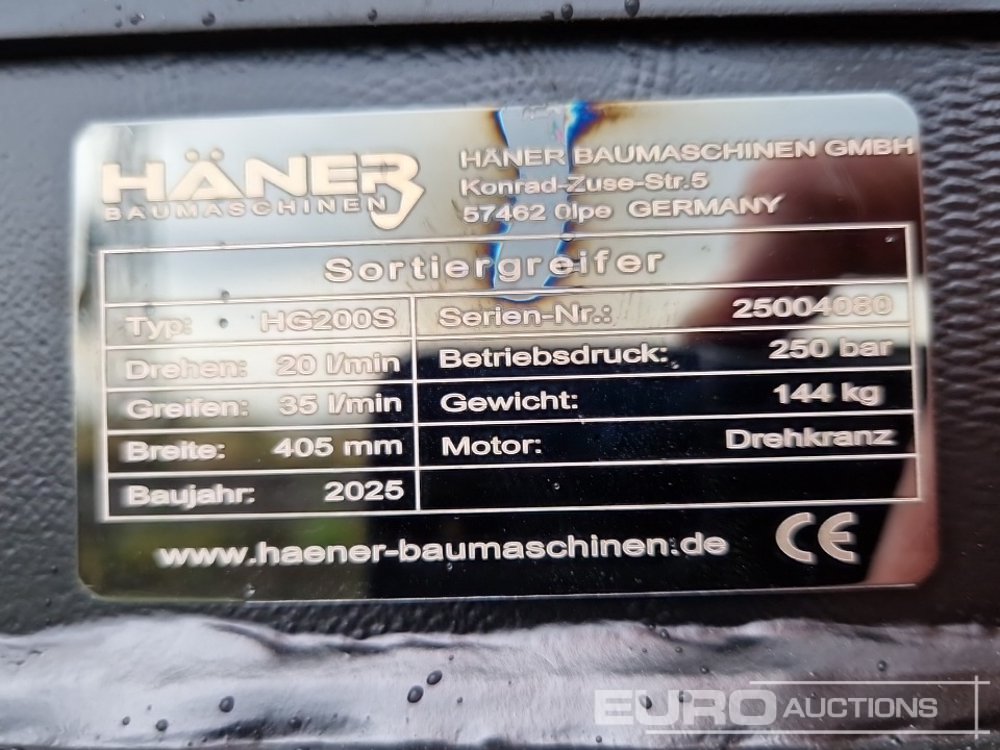 HÄNER
BAUMASCHINEN
HÄNER BAUMASCHINEN GMBH
Konrad-Zuse-Str.5
57462 Olpe GERMANY
Sortiergreifer
Typ: HG200S
Serien-Nr.: 25004080
Drehen: 20 l/min
Betriebsdruck: 250 bar
Greifen: 35 l/min
Gewicht: 144 kg
Breite: 405 mm
Motor: Drehkranz
Baujahr: 2025
www.haener-baumaschinen.de
CE
EURO AUCTIONS